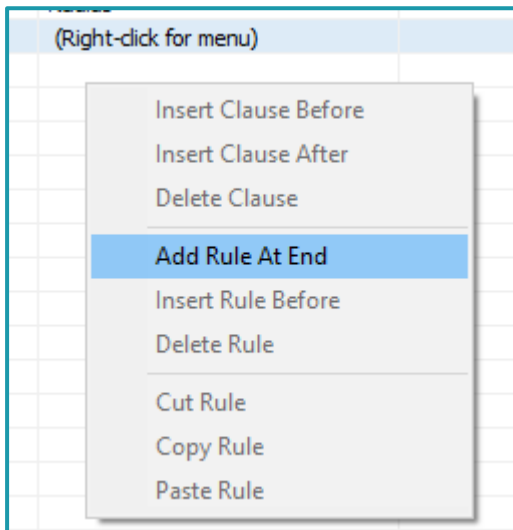 (Right-click for menu)
Insert Clause Before
Insert Clause After
Delete Clause
Add Rule At End
Insert Rule Before
Delete Rule
Cut Rule
Copy Rule
Paste Rule